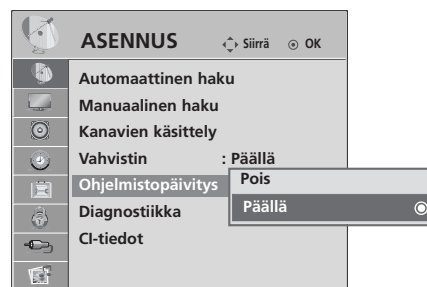 ASENNUS Siirrä OK
Automaattinen haku
Manuaalinen haku
Kanavien käsittely
Vahvistin : Päällä
Ohjelmistopäivitys Pois
Päällä
Diagnostiikka
CI-tiedot